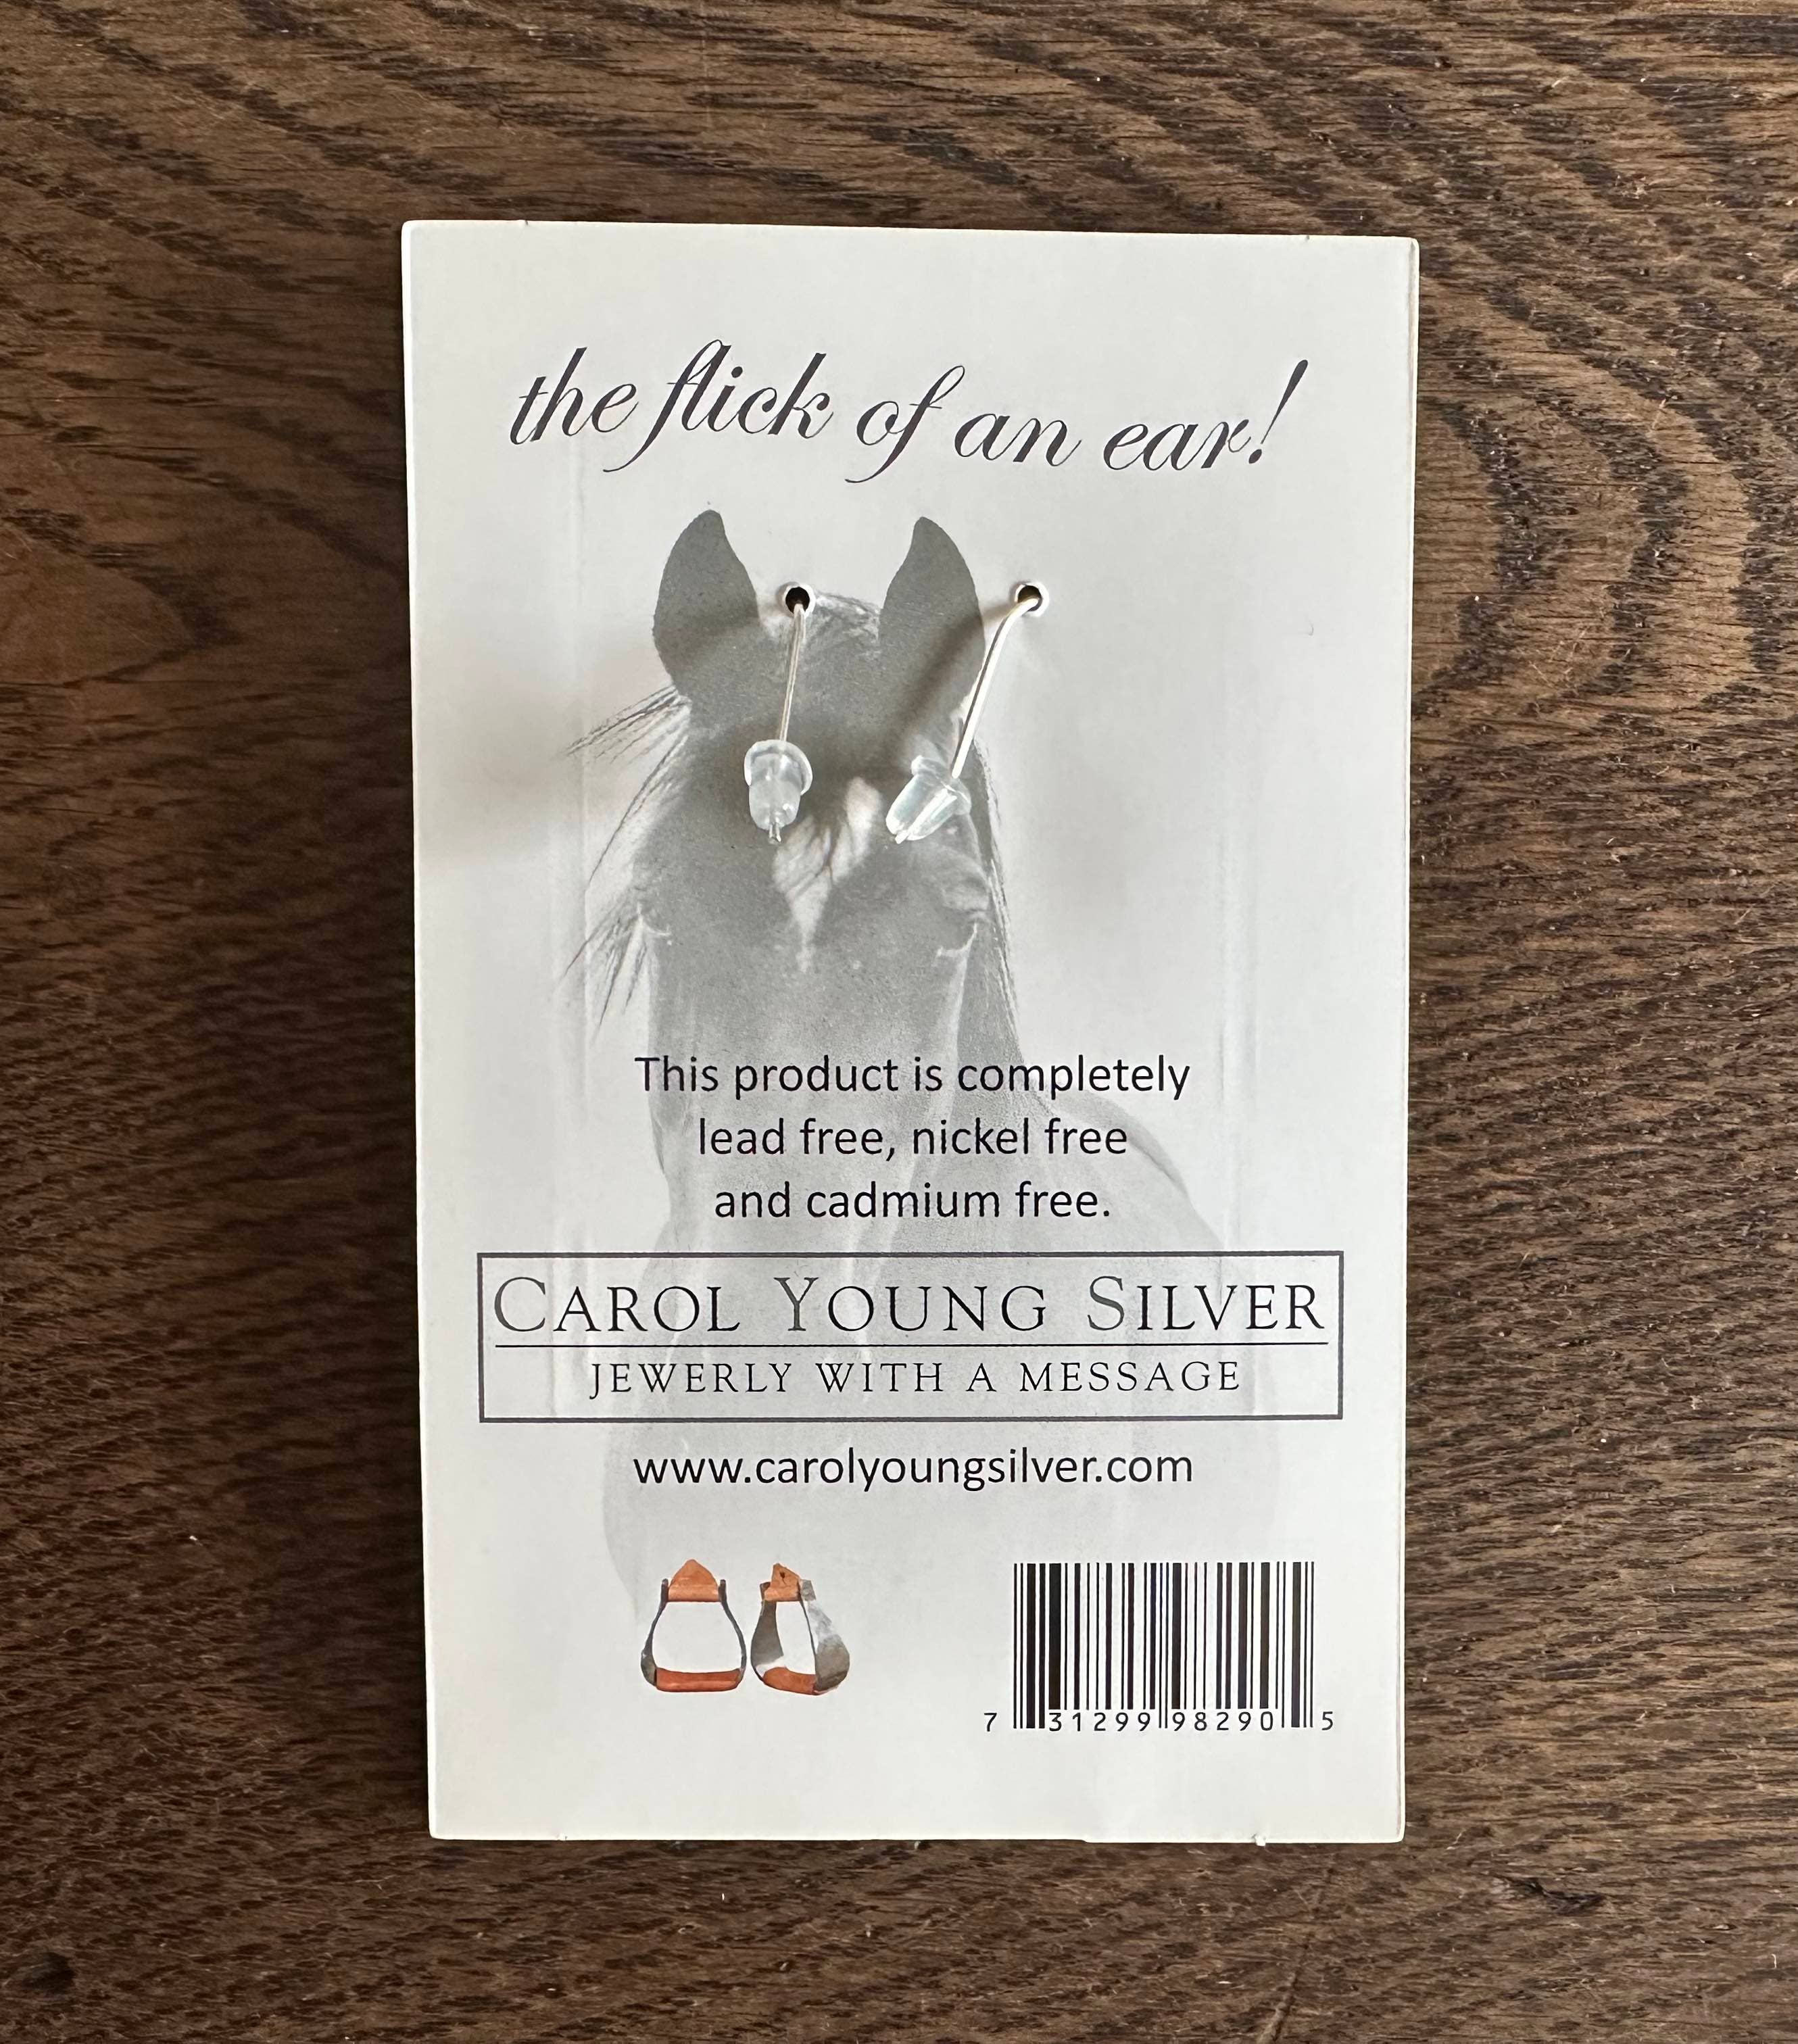 the flick of an ear!
This product is completely
lead free, nickel free
and cadmium free.
CAROL YOUNG SILVER
JEWERLY WITH A MESSAGE
www.carolyoungsilver.com
7 31299 98290 5